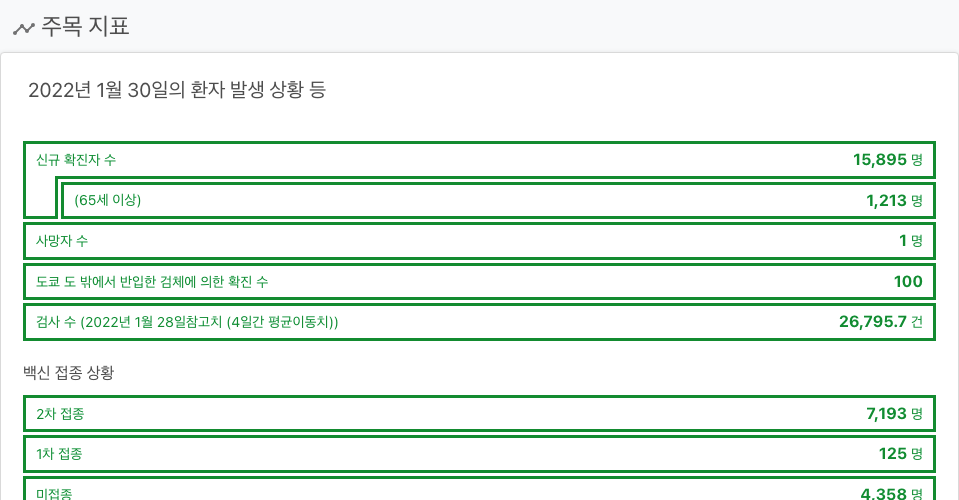 주목 지표
2022년 1월 30일의 환자 발생 상황 등
신규 확진자 수 15,895 명
(65세 이상) 1,213 명
사망자 수 1 명
도쿄 도 밖에서 반입한 검체에 의한 확진 수 100
검사 수 (2022년 1월 28일참고치 (4일간 평균이동치)) 26,795.7 건
백신 접종 상황
2차 접종 7,193 명
1차 접종 125 명
미접종 4,358 명